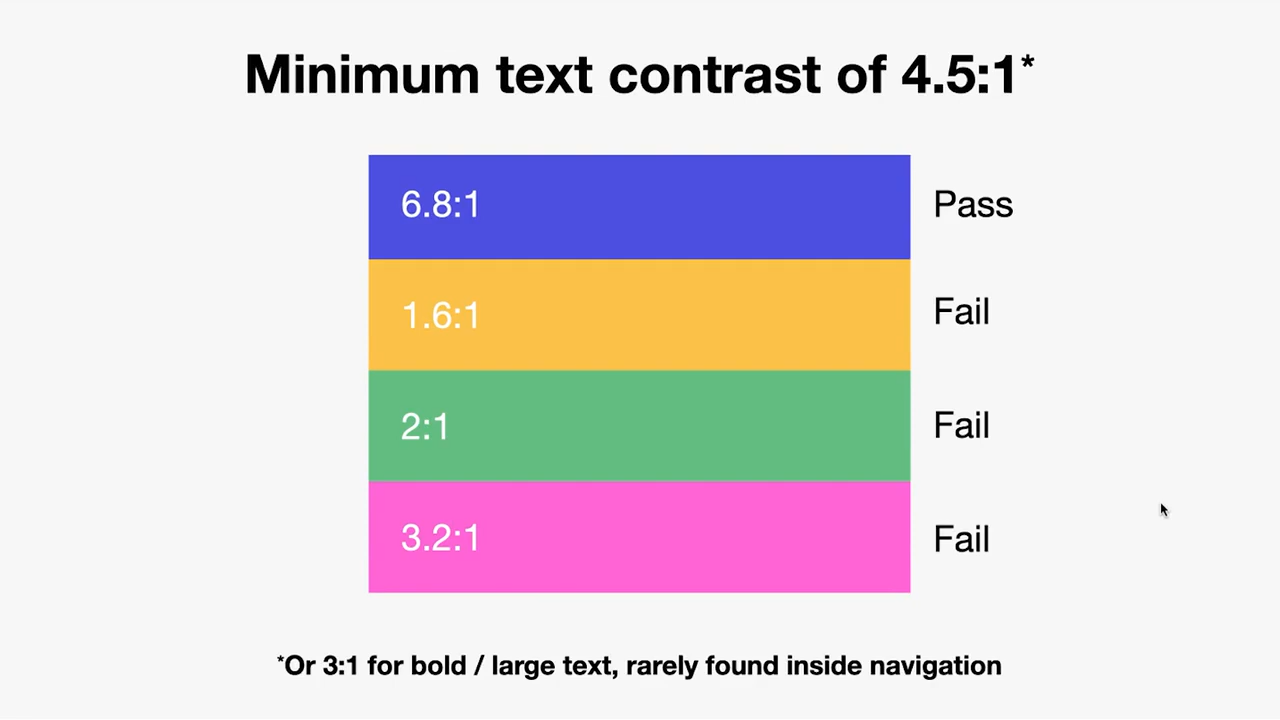 Minimum text contrast of 4.5:1*
6.8:1 Pass
1.6:1 Fail
2:1 Fail
3.2:1 Fail
*Or 3:1 for bold / large text, rarely found inside navigation